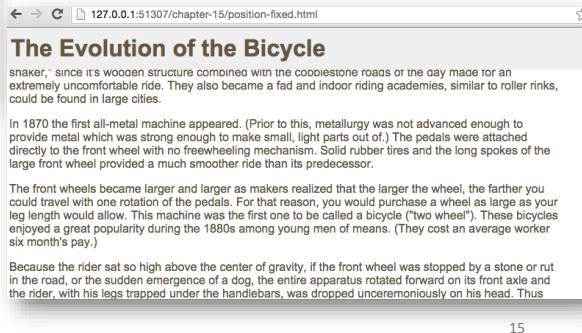 127.0.0.1:51307/chapter-15/position-fixed.html
The Evolution of the Bicycle
shaker," since it's wooden structure combined with the cobblestone roads of the day made for an
extremely uncomfortable ride. They also became a fad and indoor riding academies, similar to roller rinks,
could be found in large cities.
In 1870 the first all-metal machine appeared. (Prior to this, metallurgy was not advanced enough to
provide metal which was strong enough to make small, light parts out of.) The pedals were attached
directly to the front wheel with no freewheeling mechanism. Solid rubber tires and the long spokes of the
large front wheel provided a much smoother ride than its predecessor.
The front wheels became larger and larger as makers realized that the larger the wheel, the farther you
could travel with one rotation of the pedals. For that reason, you would purchase a wheel as large as your
leg length would allow. This machine was the first one to be called a bicycle ("two wheel"). These bicycles
enjoyed a great popularity during the 1880s among young men of means. (They cost an average worker
six month's pay.)
Because the rider sat so high above the center of gravity, if the front wheel was stopped by a stone or rut
in the road, or the sudden emergence of a dog, the entire apparatus rotated forward on its front axle and
the rider, with his legs trapped under the handlebars, was dropped unceremoniously on his head. Thus
15